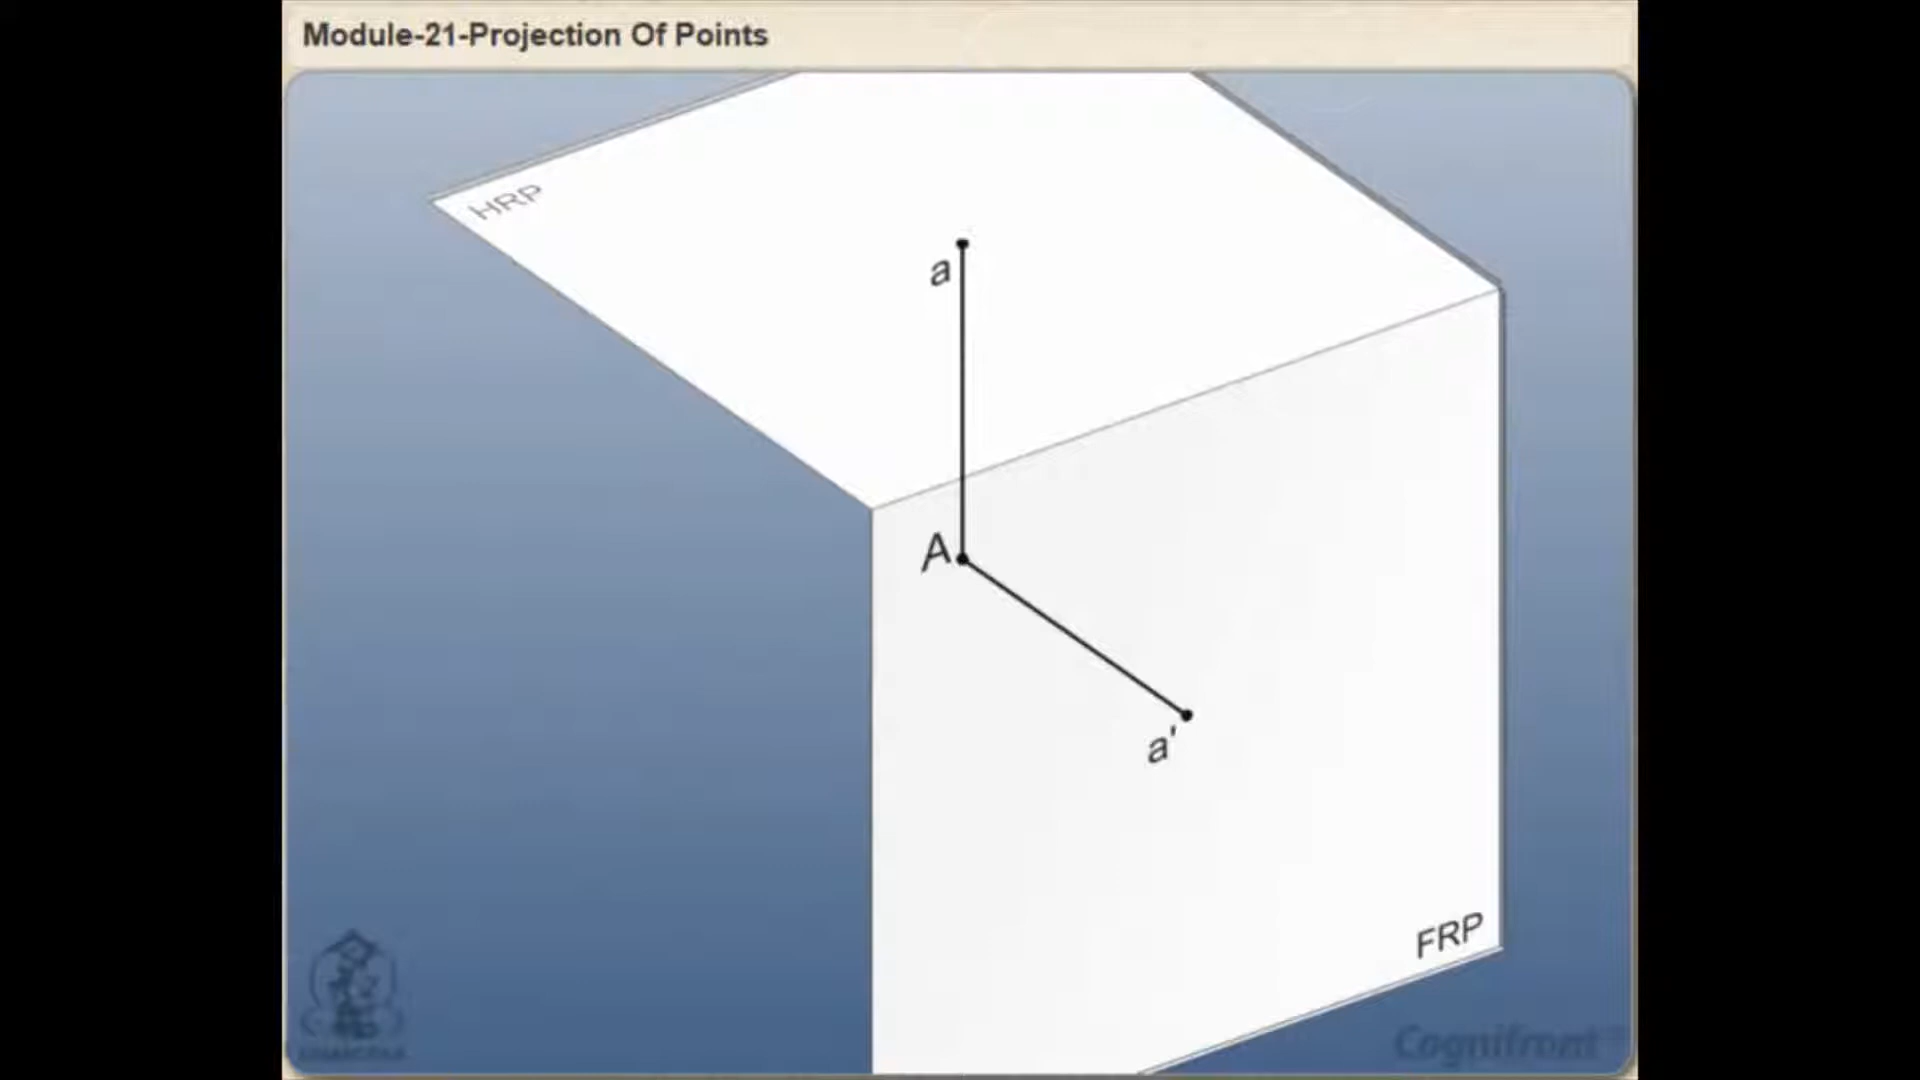 Module-21-Projection Of Points
HRP
a
A
a'
FRP
Cognifront